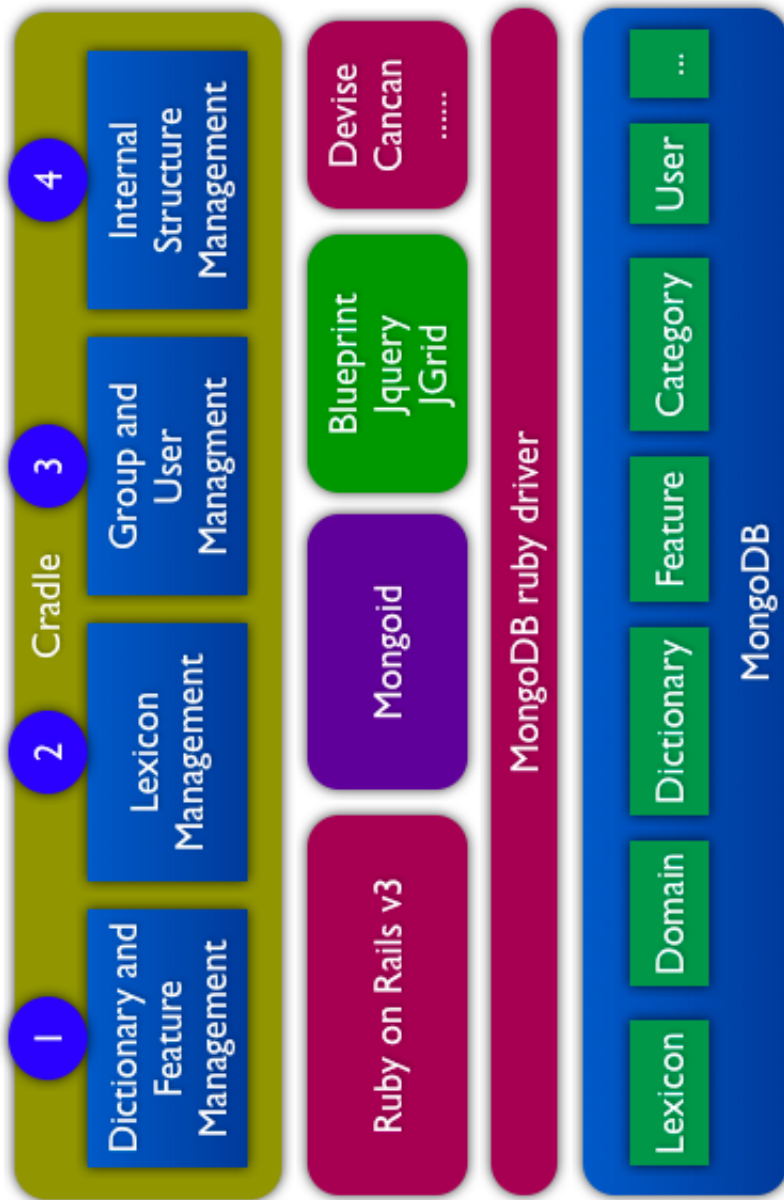 1
2
Cradle
3
4
Dictionary and
Feature
Management
Lexicon
Management
Group and
User
Managment
Internal
Structure
Management
Ruby on Rails v3
Mongoid
Blueprint
Jquery
JGrid
Devise
Cancan
......
MongoDB ruby driver
Lexicon
Domain
Dictionary
Feature
Category
User
...
MongoDB